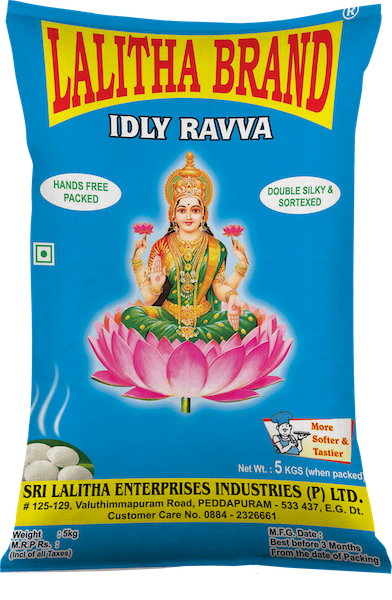 ®
LALITHA BRAND
IDLY RAVVA
HANDS FREE
PACKED
DOUBLE SILKY &
SORTEXED
More
Softer &
Tastier
Net Wt. : 5 KGS (when packed)
SRI LALITHA ENTERPRISES INDUSTRIES (P) LTD.
# 125-129, Valuthimmapuram Road, PEDDAPURAM - 533 437, E.G. Dt.
Customer Care No. 0884 - 2326661
Weight : 5kg
M.R.P Rs. :
(Incl of all Taxes)
M.F.G. Date :
Best before 3 Months
From the date of Packing